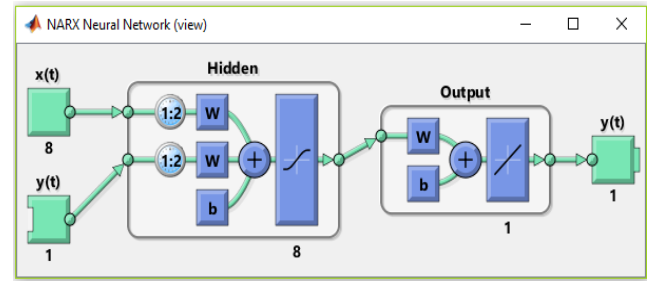 NARX Neural Network (view)
Hidden
x(t)
1:2
W
8
y(t)
1:2
W
1
b
+
8
Output
W
b
+
1
y(t)
1